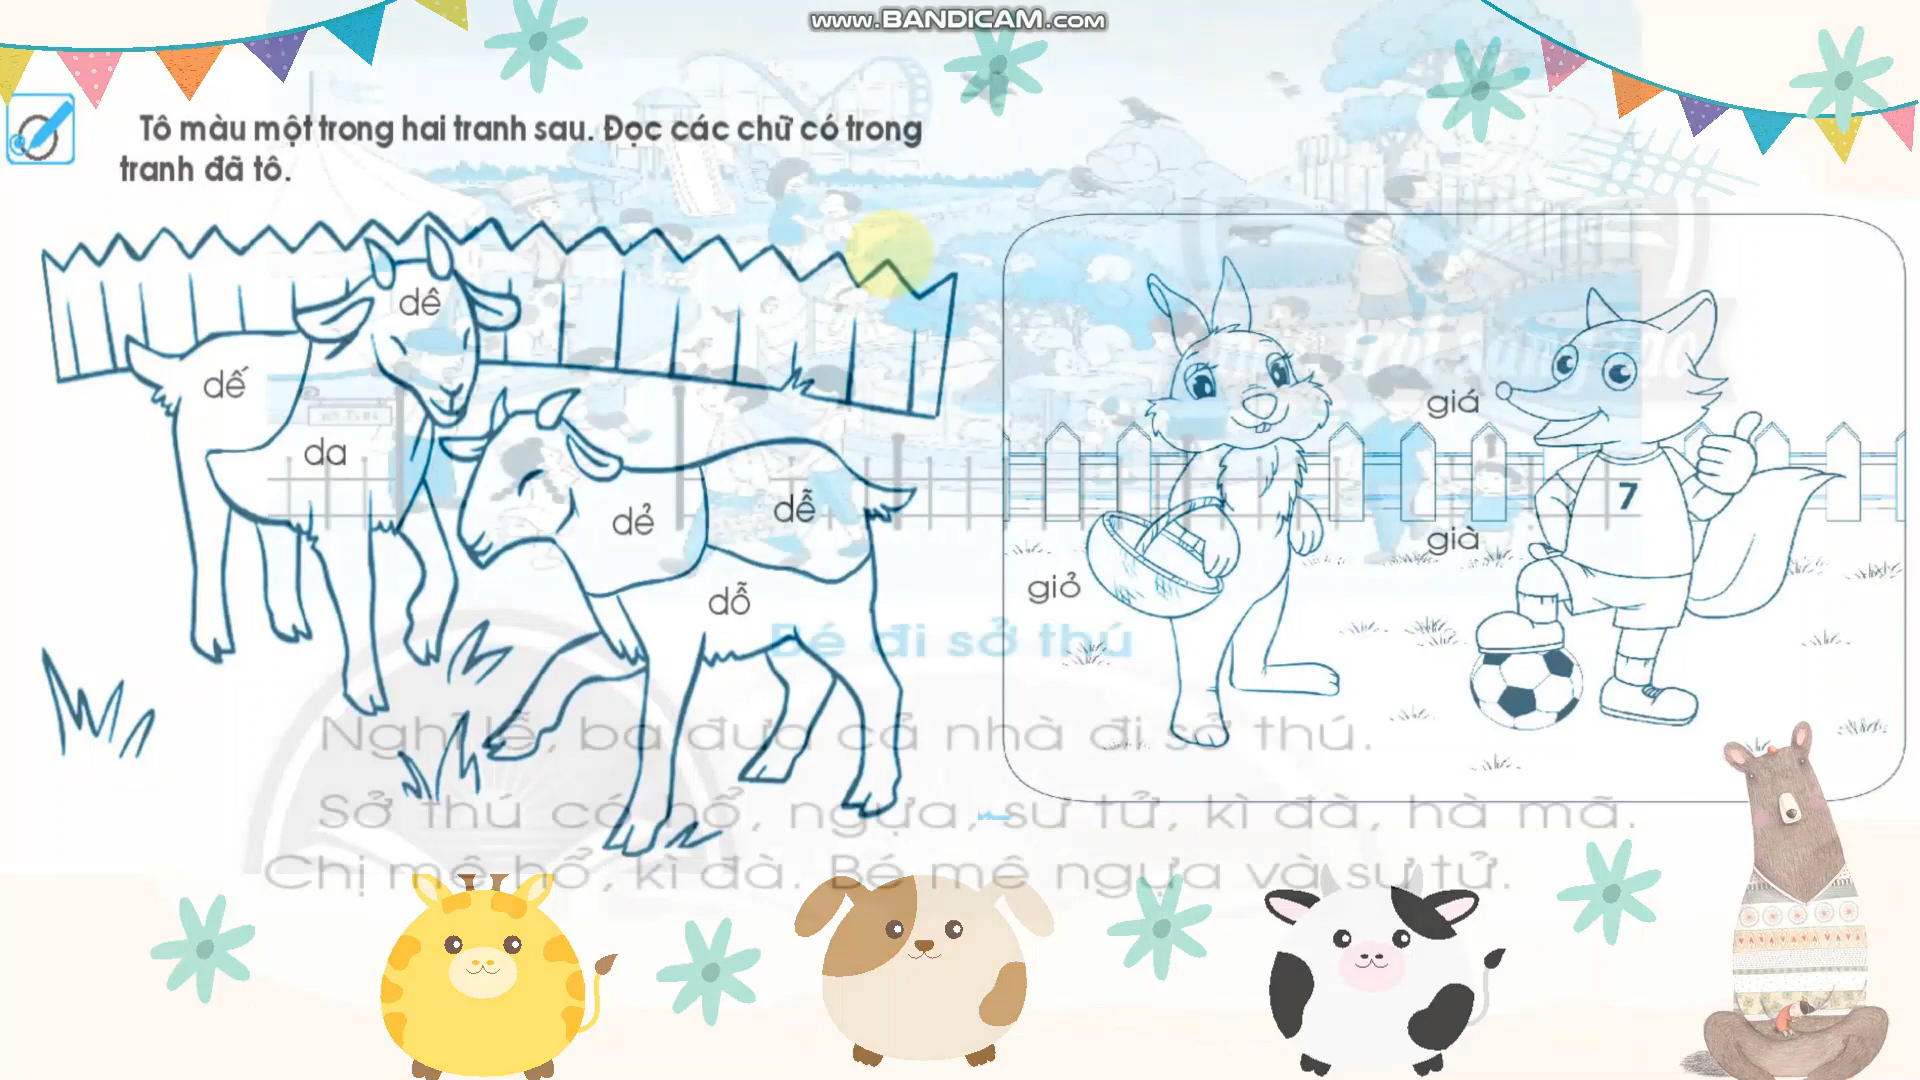 www.BANDICAM.com
Tô màu một trong hai tranh sau. Đọc các chữ có trong
tranh đã tô.
dê
dế
da
dẻ
dễ
dỗ
giá
7
già
giỏ
Bé đi sở thú
Nghỉ lễ, ba đưa cả nhà đi sở thú.
Sở thú có hổ, ngựa, sư tử, kì đà, hà mã.
Chị mê hổ, kì đà. Bé mê ngựa và sư tử.